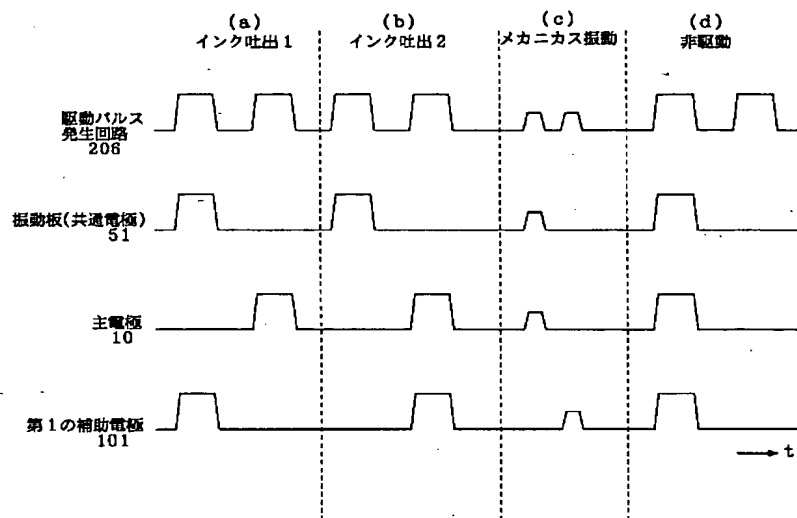 (a)
インク吐出1
(b)
インク吐出2
(c)
メカニカス振動
(d)
非駆動
駆動パルス
発生回路
206
振動板(共通電極)
51
主電極
10
第1の補助電極
101
t